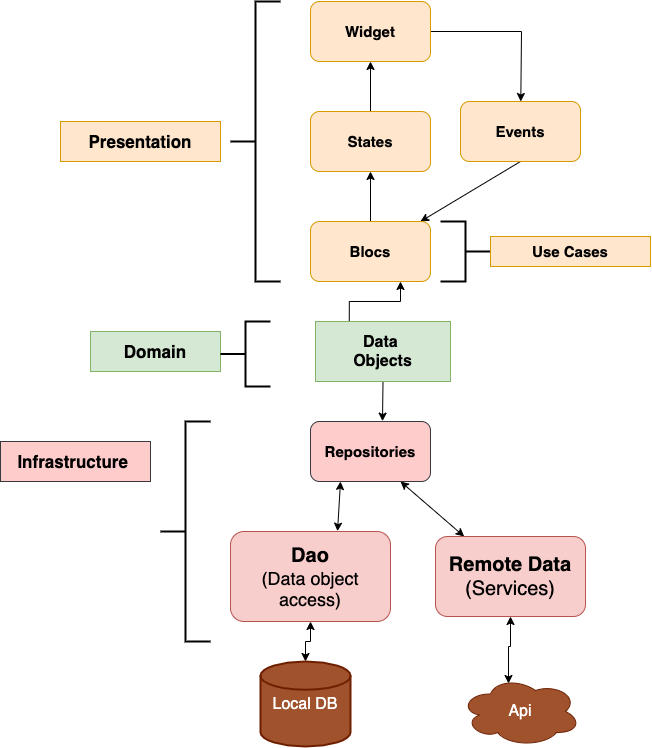 Widget
Presentation
States
Events
Blocs
Use Cases
Domain
Data
Objects
Infrastructure
Repositories
Dao
(Data object
access)
Remote Data
(Services)
Local DB
Api